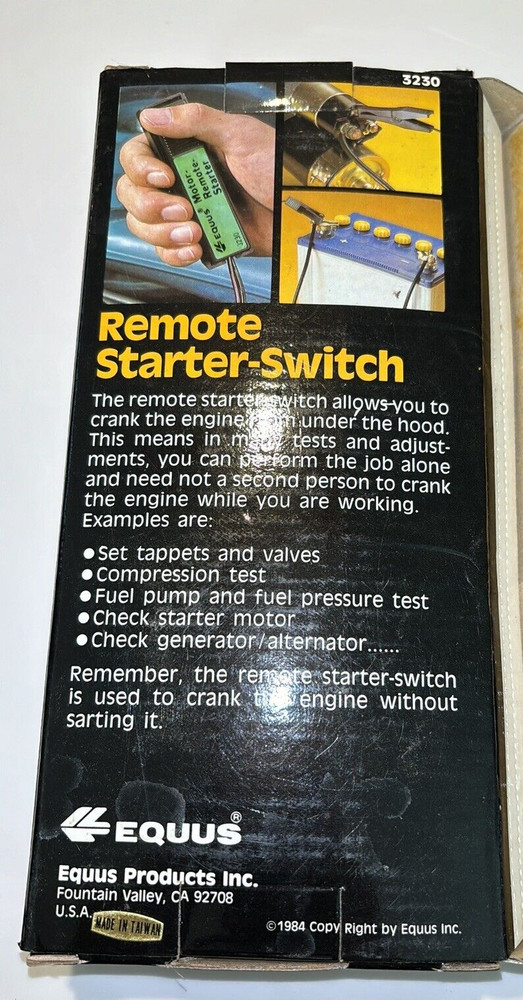 3230
EQUUS® Motor-
Remote-
Starter
3230
Remote
Starter-Switch
The remote starter switch allows you to
crank the engine from under the hood.
This means in many tests and adjust-
ments, you can perform the job alone
and need not a second person to crank
the engine while you are working.
Examples are:
●Set tappets and valves
●Compression test
●Fuel pump and fuel pressure test
●Check starter motor
●Check generator/alternator......
Remember, the remote starter-switch
is used to crank the engine without
sarting it.
EQUUS®
Equus Products Inc.
Fountain Valley, CA 92708
U.S.A.
MADE IN TAIWAN
©1984 Copy Right by Equus Inc.